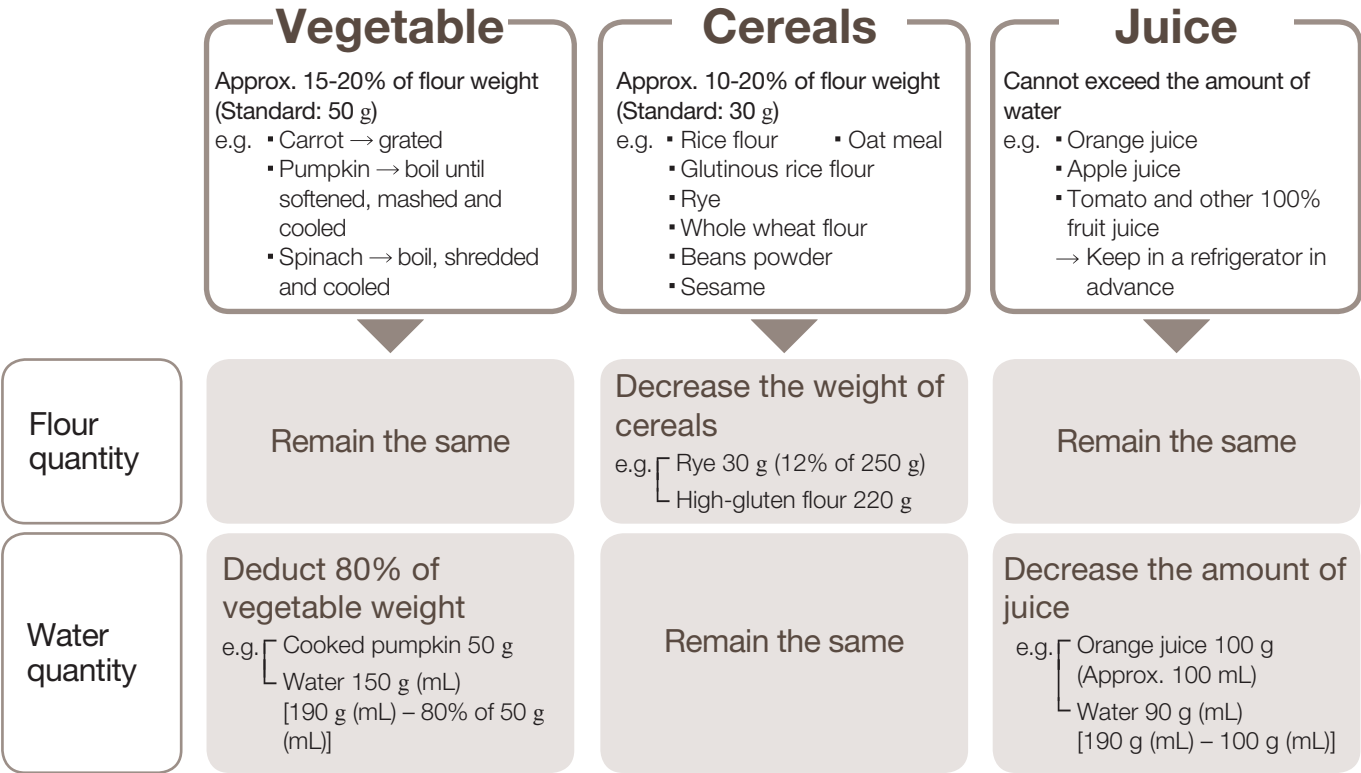 Vegetable
Approx. 15-20% of flour weight
(Standard: 50 g)
e.g. ▪ Carrot → grated
▪ Pumpkin → boil until
softened, mashed and
cooled
▪ Spinach → boil, shredded
and cooled
Cereals
Approx. 10-20% of flour weight
(Standard: 30 g)
e.g. ▪ Rice flour ▪ Oat meal
▪ Glutinous rice flour
▪ Rye
▪ Whole wheat flour
▪ Beans powder
▪ Sesame
Juice
Cannot exceed the amount of
water
e.g. ▪ Orange juice
▪ Apple juice
▪ Tomato and other 100%
fruit juice
→ Keep in a refrigerator in
advance
Flour
quantity
Remain the same
Decrease the weight of
cereals
e.g. Rye 30 g (12% of 250 g)
High-gluten flour 220 g
Remain the same
Water
quantity
Deduct 80% of
vegetable weight
e.g. Cooked pumpkin 50 g
Water 150 g (mL)
[190 g (mL) – 80% of 50 g
(mL)]
Remain the same
Decrease the amount of
juice
e.g. Orange juice 100 g
(Approx. 100 mL)
Water 90 g (mL)
[190 g (mL) – 100 g (mL)]